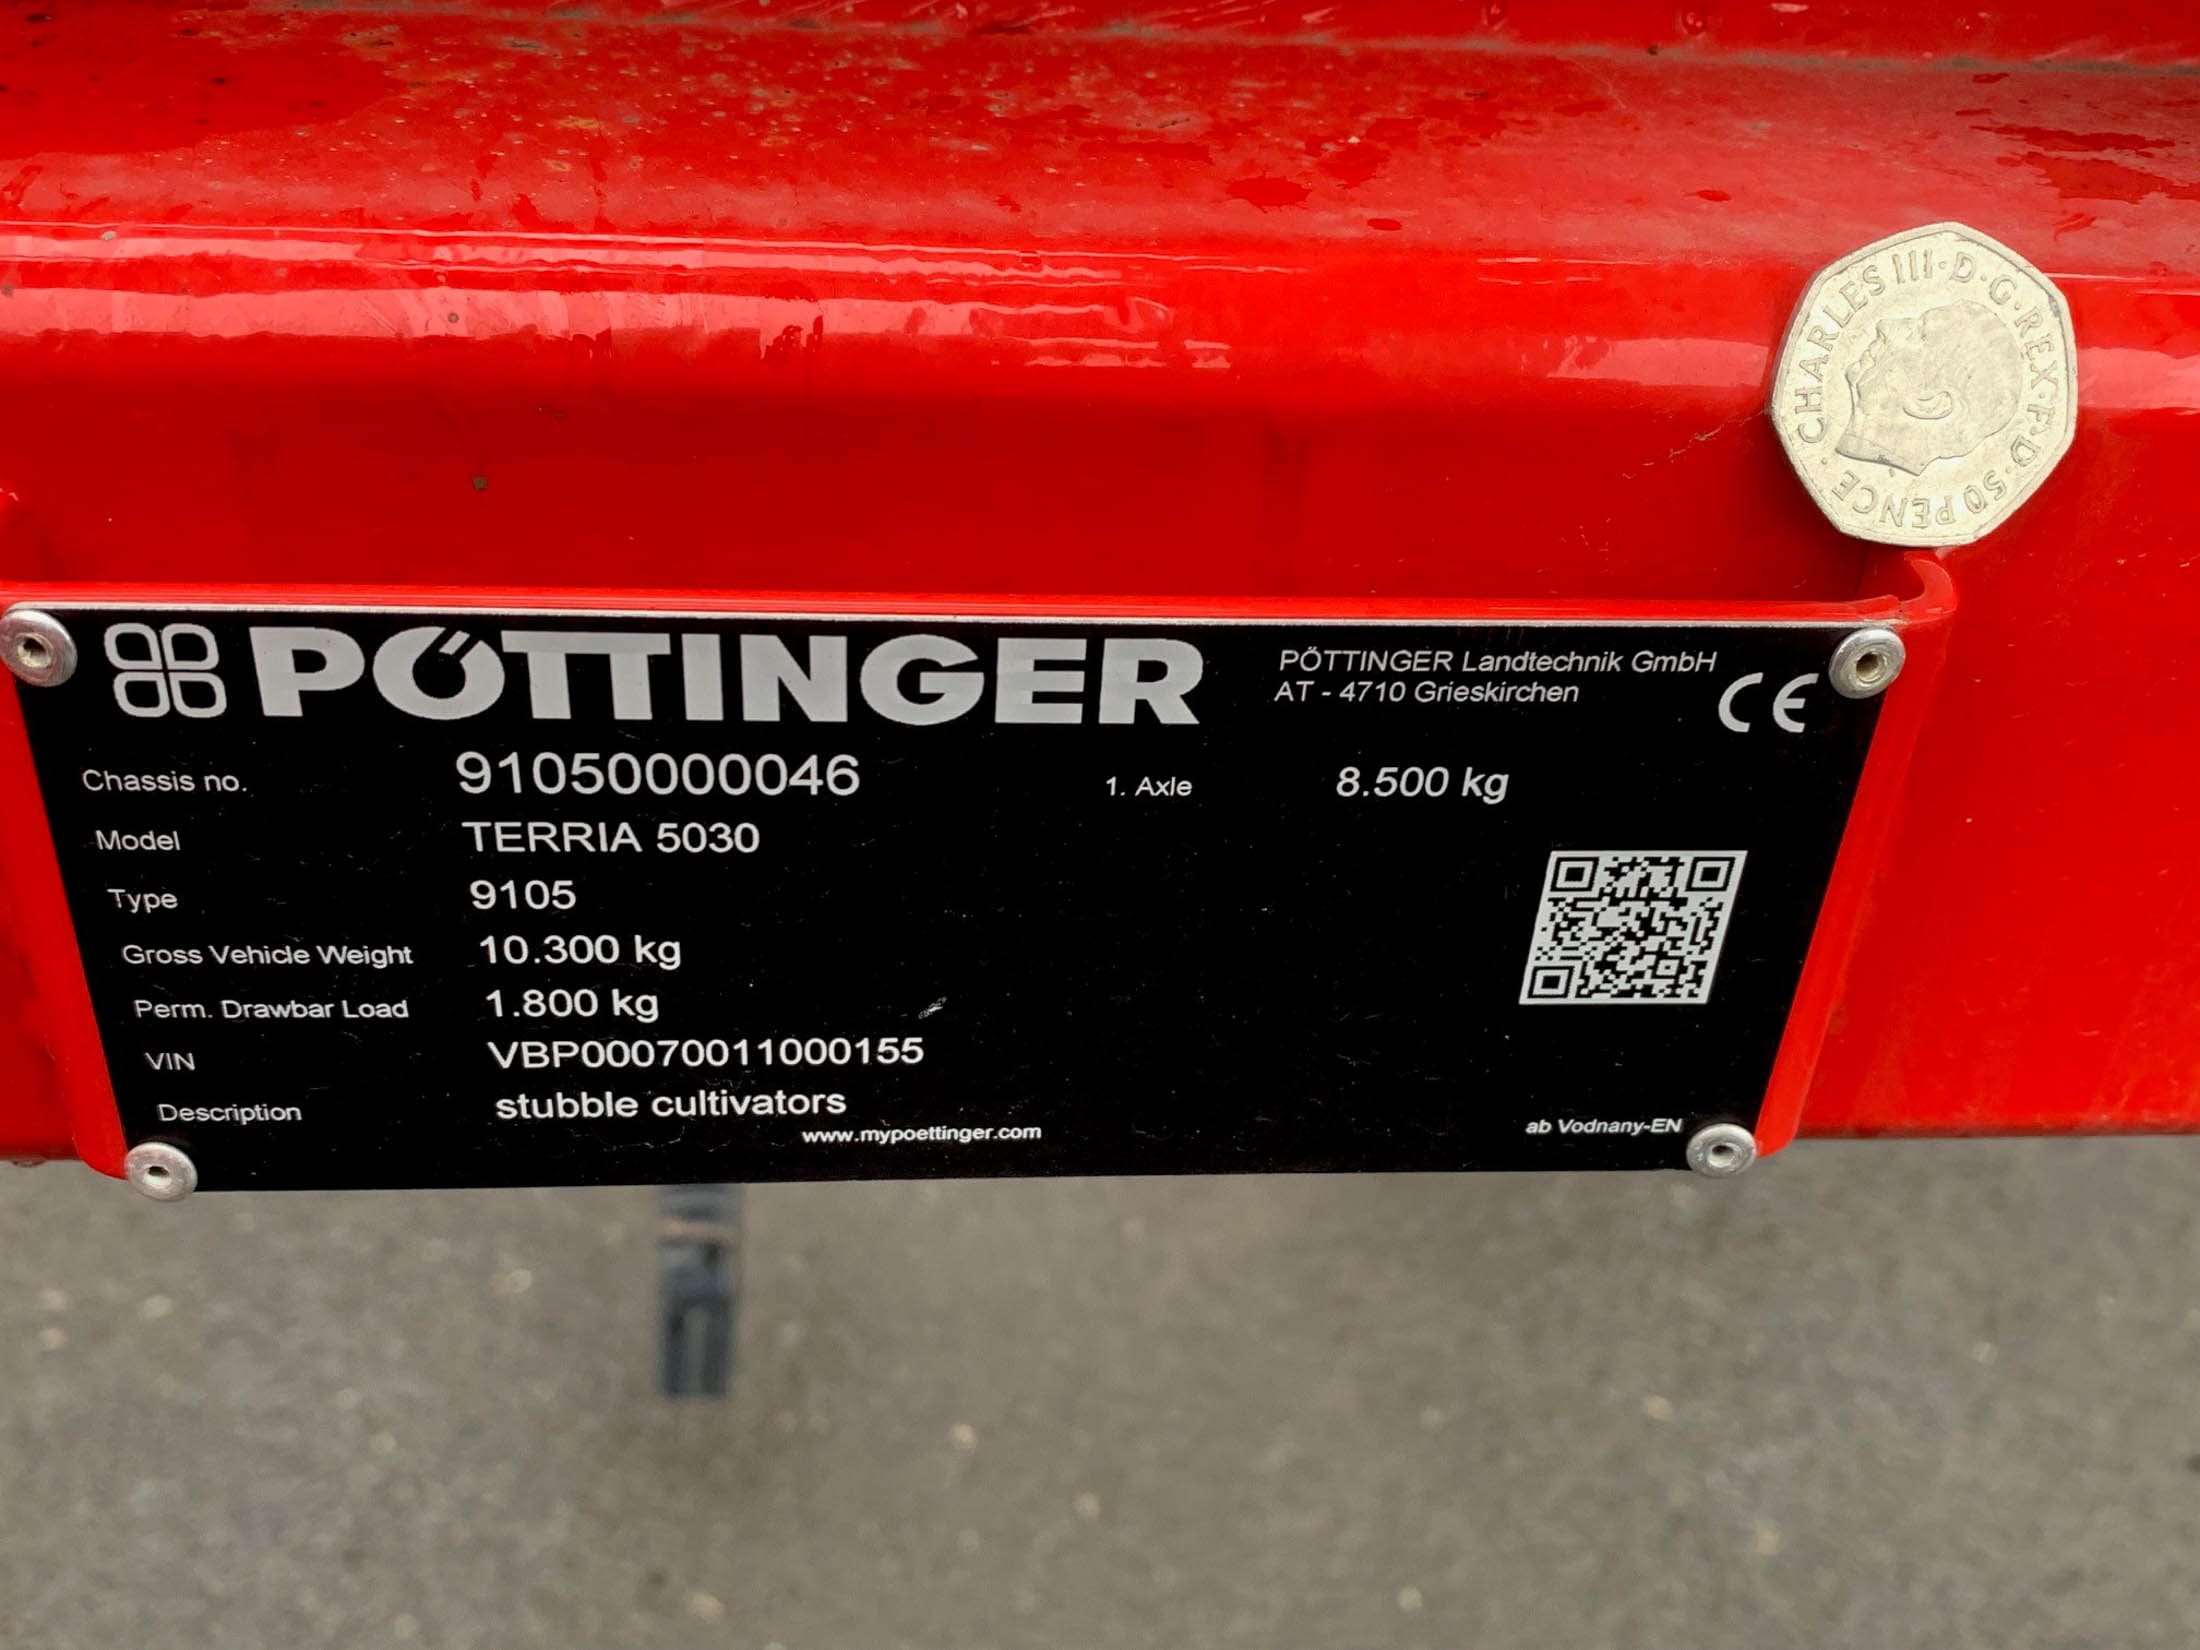 CHARLES III·D·G·REX·F·D·50 PENCE·
PÖTTINGER
PÖTTINGER Landtechnik GmbH
AT - 4710 Grieskirchen
CE
Chassis no. 91050000046 1. Axle 8.500 kg
Model TERRIA 5030
Type 9105
Gross Vehicle Weight 10.300 kg
Perm. Drawbar Load 1.800 kg
VIN VBP00070011000155
Description stubble cultivators
www.mypoettinger.com
ab Vodnany-EN